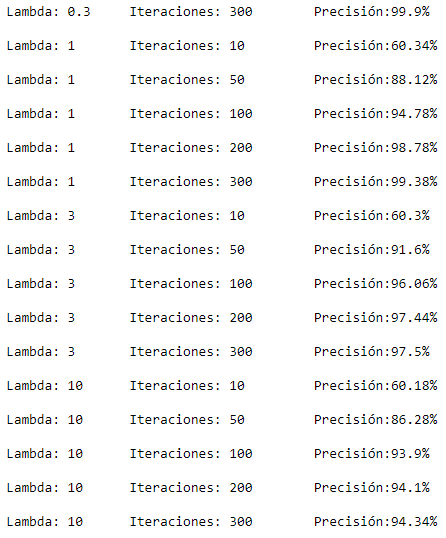 Lambda: 0.3 Iteraciones: 300 Precisión:99.9%
Lambda: 1 Iteraciones: 10 Precisión:60.34%
Lambda: 1 Iteraciones: 50 Precisión:88.12%
Lambda: 1 Iteraciones: 100 Precisión:94.78%
Lambda: 1 Iteraciones: 200 Precisión:98.78%
Lambda: 1 Iteraciones: 300 Precisión:99.38%
Lambda: 3 Iteraciones: 10 Precisión:60.3%
Lambda: 3 Iteraciones: 50 Precisión:91.6%
Lambda: 3 Iteraciones: 100 Precisión:96.06%
Lambda: 3 Iteraciones: 200 Precisión:97.44%
Lambda: 3 Iteraciones: 300 Precisión:97.5%
Lambda: 10 Iteraciones: 10 Precisión:60.18%
Lambda: 10 Iteraciones: 50 Precisión:86.28%
Lambda: 10 Iteraciones: 100 Precisión:93.9%
Lambda: 10 Iteraciones: 200 Precisión:94.1%
Lambda: 10 Iteraciones: 300 Precisión:94.34%